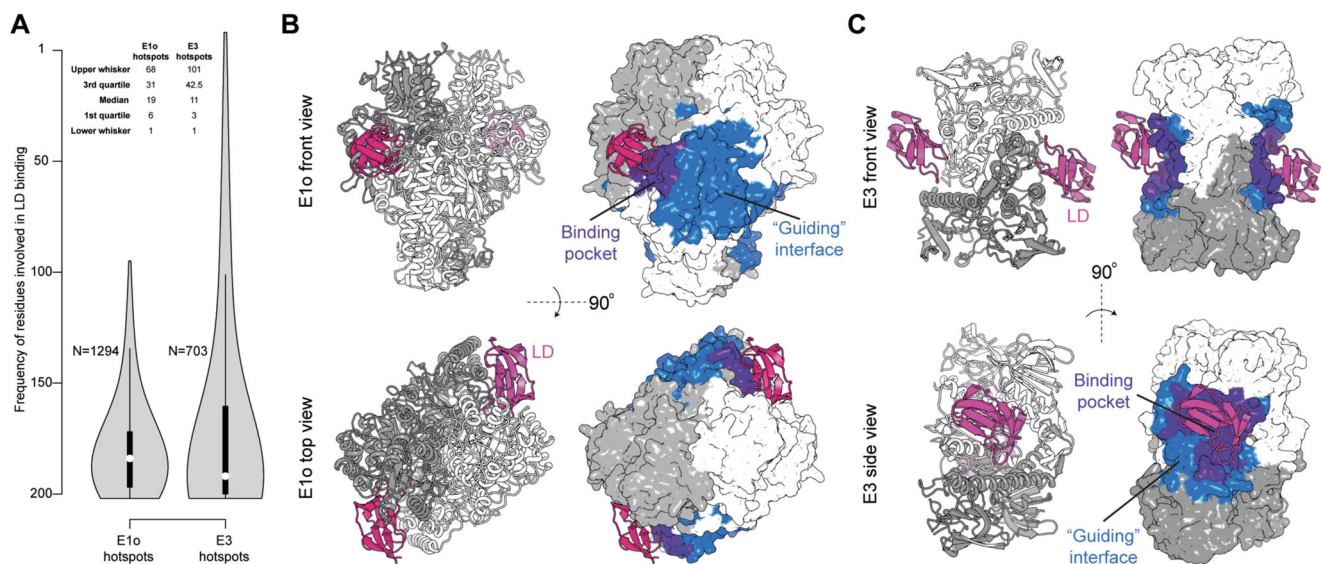 A
Frequency of residues involved in LD binding
1
50
100
150
200
E1o hotspots E3 hotspots
Upper whisker 68 101
3rd quartile 31 42.5
Median 19 11
1st quartile 6 3
Lower whisker 1 1
N=1294
N=703
E1o
hotspots
E3
hotspots
B
E1o front view
Binding
pocket
“Guiding”
interface
90°
E1o top view
LD
C
E3 front view
LD
90°
E3 side view
Binding
pocket
“Guiding”
interface